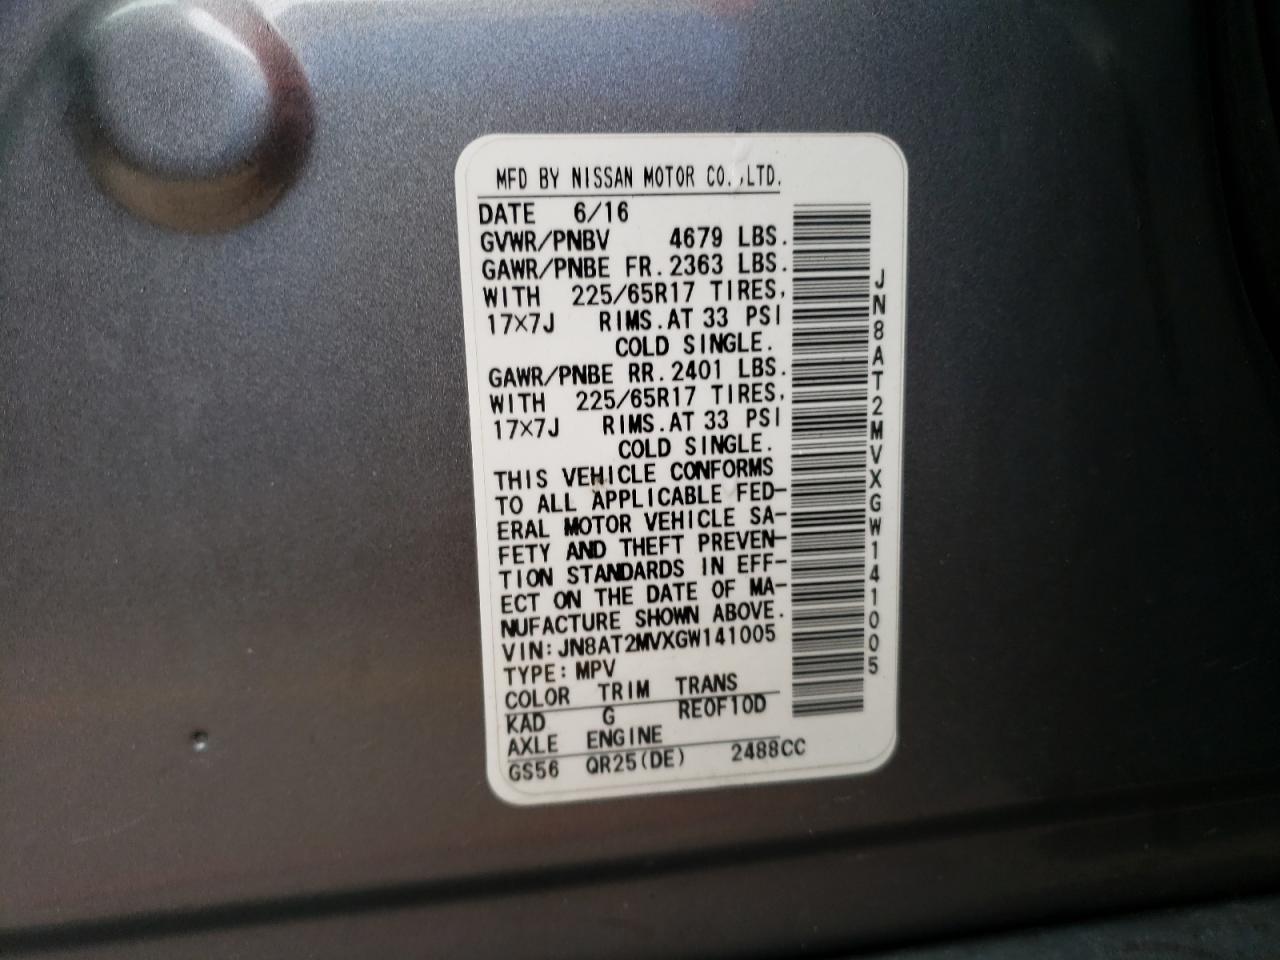 MFD BY NISSAN MOTOR CO.,LTD.
DATE 6/16
GVWR/PNBV 4679 LBS.
GAWR/PNBE FR. 2363 LBS.
WITH 225/65R17 TIRES,
17×7J RIMS. AT 33 PSI
COLD SINGLE.
GAWR/PNBE RR. 2401 LBS.
WITH 225/65R17 TIRES,
17×7J RIMS. AT 33 PSI
COLD SINGLE.
THIS VEHICLE CONFORMS
TO ALL APPLICABLE FED-
ERAL MOTOR VEHICLE SA-
FETY AND THEFT PREVEN-
TION STANDARDS IN EFF-
ECT ON THE DATE OF MA-
NUFACTURE SHOWN ABOVE.
VIN: JN8AT2MVXGW141005
TYPE: MPV
COLOR TRIM TRANS
KAD G RE0F10D
AXLE ENGINE
GS56 QR25(DE) 2488CC
JN8AT2MVXGW141005